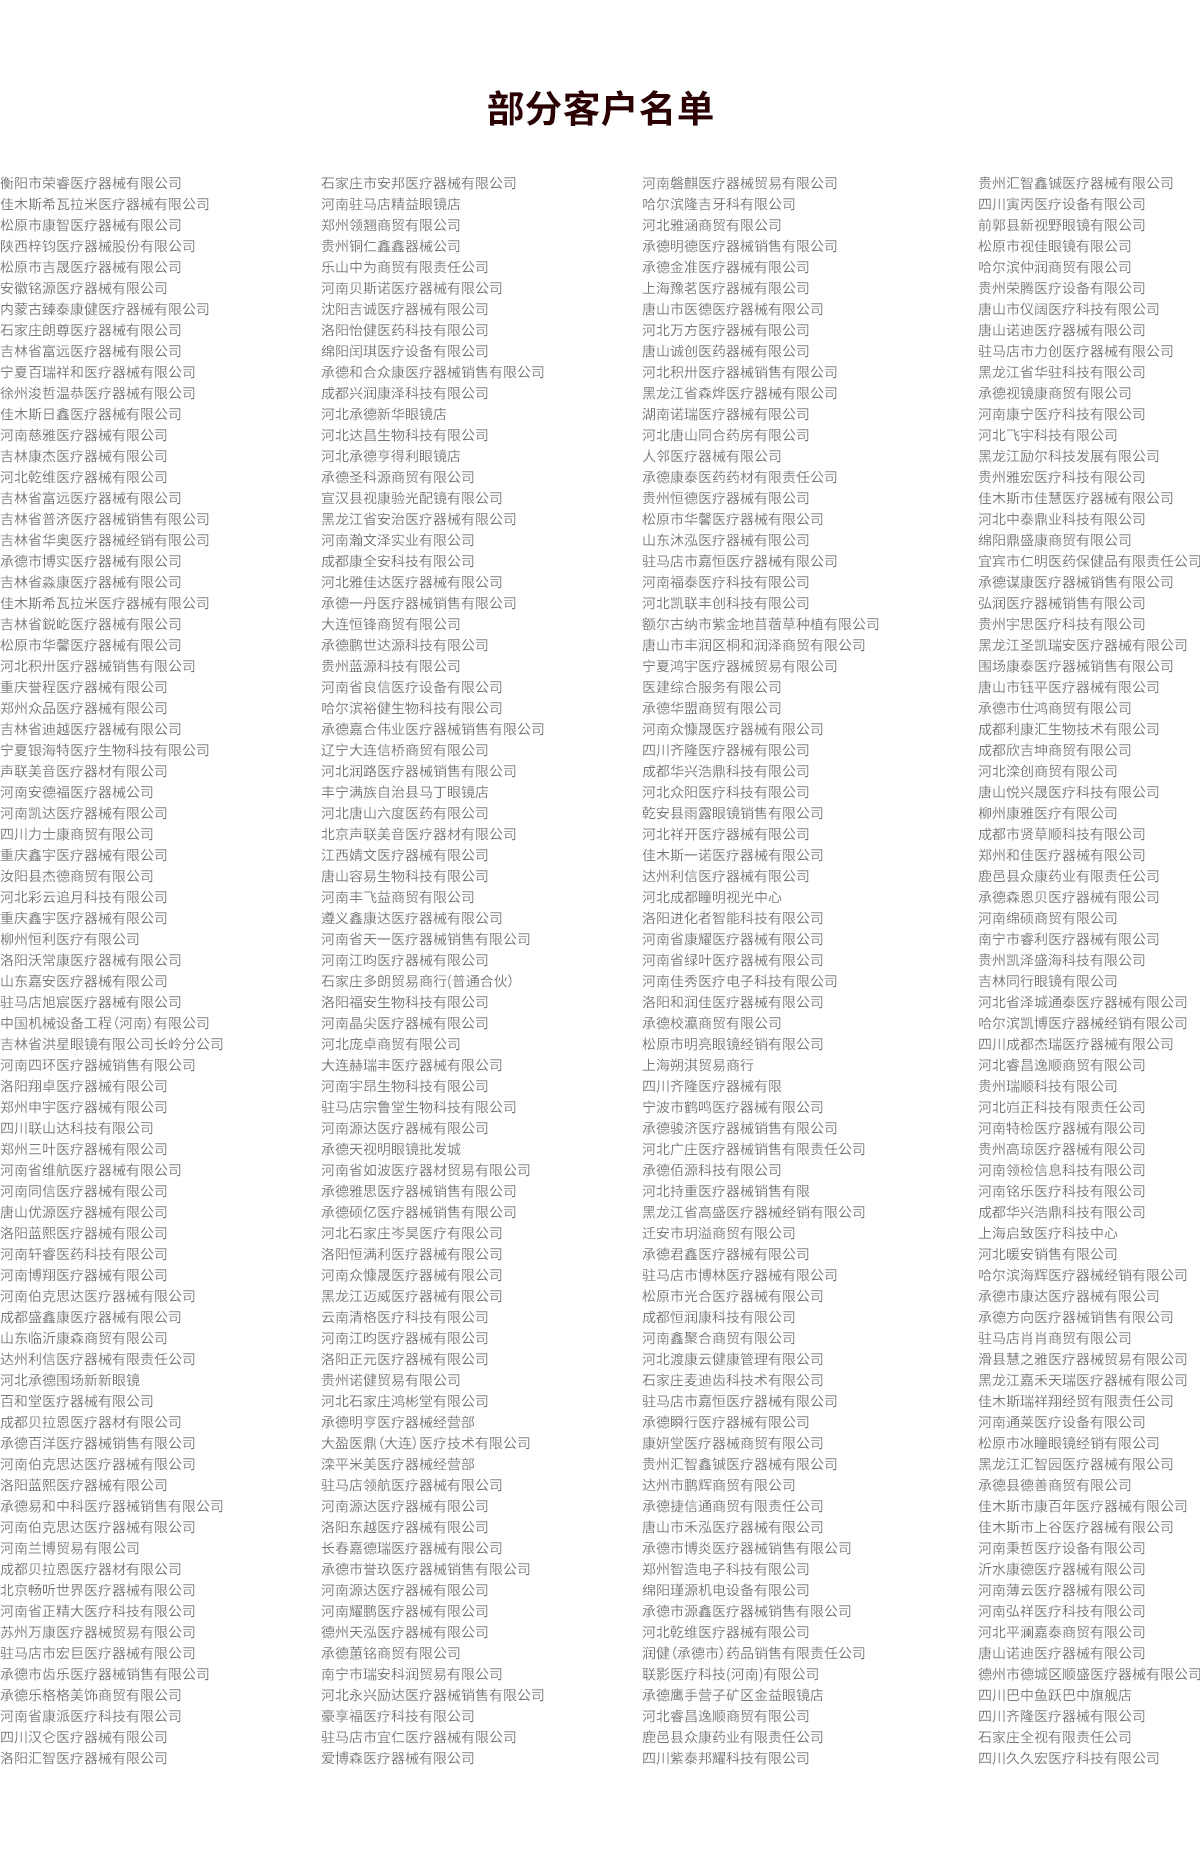 部分客户名单
衡阳市荣睿医疗器械有限公司
佳木斯希瓦拉米医疗器械有限公司
松原市康智医疗器械有限公司
陕西梓钧医疗器械股份有限公司
松原市吉晟医疗器械有限公司
安徽铭源医疗器械有限公司
内蒙古臻泰康健医疗器械有限公司
石家庄朗尊医疗器械有限公司
吉林省富远医疗器械有限公司
宁夏百瑞祥和医疗器械有限公司
徐州浚哲温恭医疗器械有限公司
佳木斯日鑫医疗器械有限公司
河南慈雅医疗器械有限公司
吉林康杰医疗器械有限公司
河北乾维医疗器械有限公司
吉林省富远医疗器械有限公司
吉林省普济医疗器械销售有限公司
吉林省华奥医疗器械经销有限公司
承德市博实医疗器械有限公司
吉林省淼康医疗器械有限公司
佳木斯希瓦拉米医疗器械有限公司
吉林省鋭屹医疗器械有限公司
松原市华馨医疗器械有限公司
河北积卅医疗器械销售有限公司
重庆誉程医疗器械有限公司
郑州众品医疗器械有限公司
吉林省迪越医疗器械有限公司
宁夏银海特医疗生物科技有限公司
声联美音医疗器材有限公司
河南安德福医疗器械公司
河南凯达医疗器械有限公司
四川力士康商贸有限公司
重庆鑫宇医疗器械有限公司
汝阳县杰德商贸有限公司
河北彩云追月科技有限公司
重庆鑫宇医疗器械有限公司
柳州恒利医疗有限公司
洛阳沃常康医疗器械有限公司
山东嘉安医疗器械有限公司
驻马店旭宸医疗器械有限公司
中国机械设备工程（河南）有限公司
吉林省洪星眼镜有限公司长岭分公司
河南四环医疗器械销售有限公司
洛阳翔卓医疗器械有限公司
郑州申宇医疗器械有限公司
四川联山达科技有限公司
郑州三叶医疗器械有限公司
河南省维航医疗器械有限公司
河南同信医疗器械有限公司
唐山优源医疗器械有限公司
洛阳蓝熙医疗器械有限公司
河南轩睿医药科技有限公司
河南博翔医疗器械有限公司
河南伯克思达医疗器械有限公司
成都盛鑫康医疗器械有限公司
山东临沂康森商贸有限公司
达州利信医疗器械有限责任公司
河北承德围场新新眼镜
百和堂医疗器械有限公司
成都贝拉恩医疗器材有限公司
承德百洋医疗器械销售有限公司
河南伯克思达医疗器械有限公司
洛阳蓝熙医疗器械有限公司
承德易和中科医疗器械销售有限公司
河南伯克思达医疗器械有限公司
河南兰博贸易有限公司
成都贝拉恩医疗器材有限公司
北京畅听世界医疗器械有限公司
河南省正精大医疗科技有限公司
苏州万康医疗器械贸易有限公司
驻马店市宏巨医疗器械有限公司
承德市齿乐医疗器械销售有限公司
承德乐格格美饰商贸有限公司
河南省康派医疗科技有限公司
四川汉仑医疗器械有限公司
洛阳汇智医疗器械有限公司
石家庄市安邦医疗器械有限公司
河南驻马店精益眼镜店
郑州领翘商贸有限公司
贵州铜仁鑫鑫器械公司
乐山中为商贸有限责任公司
河南贝斯诺医疗器械有限公司
沈阳吉诚医疗器械有限公司
洛阳怡健医药科技有限公司
绵阳闰琪医疗设备有限公司
承德和合众康医疗器械销售有限公司
成都兴润康泽科技有限公司
河北承德新华眼镜店
河北达昌生物科技有限公司
河北承德亨得利眼镜店
承德圣科源商贸有限公司
宣汉县视康验光配镜有限公司
黑龙江省安治医疗器械有限公司
河南瀚文泽实业有限公司
成都康全安科技有限公司
河北雅佳达医疗器械有限公司
承德一丹医疗器械销售有限公司
大连恒锋商贸有限公司
承德鹏世达源科技有限公司
贵州蓝源科技有限公司
河南省良信医疗设备有限公司
哈尔滨裕健生物科技有限公司
承德嘉合伟业医疗器械销售有限公司
辽宁大连信桥商贸有限公司
河北润路医疗器械销售有限公司
丰宁满族自治县马丁眼镜店
河北唐山六度医药有限公司
北京声联美音医疗器材有限公司
江西婧文医疗器械有限公司
唐山容易生物科技有限公司
河南丰飞益商贸有限公司
遵义鑫康达医疗器械有限公司
河南省天一医疗器械销售有限公司
河南江昀医疗器械有限公司
石家庄多朗贸易商行(普通合伙）
洛阳福安生物科技有限公司
河南晶尖医疗器械有限公司
河北庞卓商贸有限公司
大连赫瑞丰医疗器械有限公司
河南宇昂生物科技有限公司
驻马店宗鲁堂生物科技有限公司
河南源达医疗器械有限公司
承德天视明眼镜批发城
河南省如波医疗器材贸易有限公司
承德雅思医疗器械销售有限公司
承德硕亿医疗器械销售有限公司
河北石家庄岑昊医疗有限公司
洛阳恒满利医疗器械有限公司
河南众慷晟医疗器械有限公司
黑龙江迈威医疗器械有限公司
云南清格医疗科技有限公司
河南江昀医疗器械有限公司
洛阳正元医疗器械有限公司
贵州诺健贸易有限公司
河北石家庄鸿彬堂有限公司
承德明亨医疗器械经营部
大盈医鼎（大连）医疗技术有限公司
滦平米美医疗器械经营部
驻马店领航医疗器械有限公司
河南源达医疗器械有限公司
洛阳东越医疗器械有限公司
长春嘉德瑞医疗器械有限公司
承德市誉玖医疗器械销售有限公司
河南源达医疗器械有限公司
河南耀鹏医疗器械有限公司
德州天泓医疗器械有限公司
承德蕙铭商贸有限公司
南宁市瑞安科润贸易有限公司
河北永兴励达医疗器械销售有限公司
豪享福医疗科技有限公司
驻马店市宜仁医疗器械有限公司
爱博森医疗器械有限公司
河南磐麒医疗器械贸易有限公司
哈尔滨隆吉牙科有限公司
河北雅涵商贸有限公司
承德明德医疗器械销售有限公司
承德金准医疗器械有限公司
上海豫茗医疗器械有限公司
唐山市医德医疗器械有限公司
河北万方医疗器械有限公司
唐山诚创医药器械有限公司
河北积卅医疗器械销售有限公司
黑龙江省森烨医疗器械有限公司
湖南诺瑞医疗器械有限公司
河北唐山同合药房有限公司
人邻医疗器械有限公司
承德康泰医药药材有限责任公司
贵州恒德医疗器械有限公司
松原市华馨医疗器械有限公司
山东沐泓医疗器械有限公司
驻马店市嘉恒医疗器械有限公司
河南福泰医疗科技有限公司
河北凯联丰创科技有限公司
额尔古纳市紫金地苜蓿草种植有限公司
唐山市丰润区桐和润泽商贸有限公司
宁夏鸿宇医疗器械贸易有限公司
医建综合服务有限公司
承德华盟商贸有限公司
河南众慷晟医疗器械有限公司
四川齐隆医疗器械有限公司
成都华兴浩鼎科技有限公司
河北众阳医疗科技有限公司
乾安县雨露眼镜销售有限公司
河北祥开医疗器械有限公司
佳木斯一诺医疗器械有限公司
达州利信医疗器械有限公司
河北成都瞳明视光中心
洛阳进化者智能科技有限公司
河南省康耀医疗器械有限公司
河南省绿叶医疗器械有限公司
河南佳秀医疗电子科技有限公司
洛阳和润佳医疗器械有限公司
承德校瀛商贸有限公司
松原市明亮眼镜经销有限公司
上海朔淇贸易商行
四川齐隆医疗器械有限
宁波市鹤鸣医疗器械有限公司
承德骏济医疗器械销售有限公司
河北广庄医疗器械销售有限责任公司
承德佰源科技有限公司
河北持重医疗器械销售有限
黑龙江省高盛医疗器械经销有限公司
迁安市玥溢商贸有限公司
承德君鑫医疗器械有限公司
驻马店市博林医疗器械有限公司
松原市光合医疗器械有限公司
成都恒润康科技有限公司
河南鑫聚合商贸有限公司
河北渡康云健康管理有限公司
石家庄麦迪齿科技术有限公司
驻马店市嘉恒医疗器械有限公司
承德瞬行医疗器械有限公司
康妍堂医疗器械商贸有限公司
贵州汇智鑫铖医疗器械有限公司
达州市鹏辉商贸有限公司
承德捷信通商贸有限责任公司
唐山市禾泓医疗器械有限公司
承德市博炎医疗器械销售有限公司
郑州智造电子科技有限公司
绵阳瑾源机电设备有限公司
承德市源鑫医疗器械销售有限公司
河北乾维医疗器械有限公司
润健（承德市）药品销售有限责任公司
联影医疗科技(河南)有限公司
承德鹰手营子矿区金益眼镜店
河北睿昌逸顺商贸有限公司
鹿邑县众康药业有限责任公司
四川紫泰邦耀科技有限公司
贵州汇智鑫铖医疗器械有限公司
四川寅丙医疗设备有限公司
前郭县新视野眼镜有限公司
松原市视佳眼镜有限公司
哈尔滨仲润商贸有限公司
贵州荣腾医疗设备有限公司
唐山市仪阔医疗科技有限公司
唐山诺迪医疗器械有限公司
驻马店市力创医疗器械有限公司
黑龙江省华驻科技有限公司
承德视镜康商贸有限公司
河南康宁医疗科技有限公司
河北飞宇科技有限公司
黑龙江励尔科技发展有限公司
贵州雅宏医疗科技有限公司
佳木斯市佳慧医疗器械有限公司
河北中泰鼎业科技有限公司
绵阳鼎盛康商贸有限公司
宜宾市仁明医药保健品有限责任公司
承德谋康医疗器械销售有限公司
弘润医疗器械销售有限公司
贵州宇思医疗科技有限公司
黑龙江圣凯瑞安医疗器械有限公司
围场康泰医疗器械销售有限公司
唐山市钰平医疗器械有限公司
承德市仕鸿商贸有限公司
成都利康汇生物技术有限公司
成都欣吉坤商贸有限公司
河北滦创商贸有限公司
唐山悦兴晟医疗科技有限公司
柳州康雅医疗有限公司
成都市贤草顺科技有限公司
郑州和佳医疗器械有限公司
鹿邑县众康药业有限责任公司
承德森恩贝医疗器械有限公司
河南绵硕商贸有限公司
南宁市睿利医疗器械有限公司
贵州凯泽盛海科技有限公司
吉林同行眼镜有限公司
河北省泽城通泰医疗器械有限公司
哈尔滨凯博医疗器械经销有限公司
四川成都杰瑞医疗器械有限公司
河北睿昌逸顺商贸有限公司
贵州瑞顺科技有限公司
河北岿正科技有限责任公司
河南特检医疗器械有限公司
贵州高琼医疗器械有限公司
河南领检信息科技有限公司
河南铭乐医疗科技有限公司
成都华兴浩鼎科技有限公司
上海启致医疗科技中心
河北暖安销售有限公司
哈尔滨海辉医疗器械经销有限公司
承德市康达医疗器械有限公司
承德方向医疗器械销售有限公司
驻马店肖肖商贸有限公司
滑县慧之雅医疗器械贸易有限公司
黑龙江嘉禾天瑞医疗器械有限公司
佳木斯瑞祥翔经贸有限责任公司
河南通莱医疗设备有限公司
松原市冰瞳眼镜经销有限公司
黑龙江汇智园医疗器械有限公司
承德县德善商贸有限公司
佳木斯市康百年医疗器械有限公司
佳木斯市上谷医疗器械有限公司
河南秉哲医疗设备有限公司
沂水康德医疗器械有限公司
河南薄云医疗器械有限公司
河南弘祥医疗科技有限公司
河北平澜嘉泰商贸有限公司
唐山诺迪医疗器械有限公司
德州市德城区顺盛医疗器械有限公司
四川巴中鱼跃巴中旗舰店
四川齐隆医疗器械有限公司
石家庄全视有限责任公司
四川久久宏医疗科技有限公司